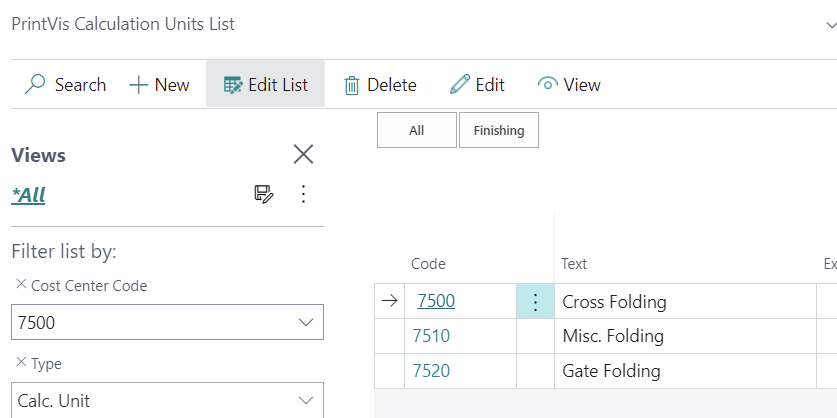 PrintVis Calculation Units List
Search New Edit List Delete Edit View
All Finishing
Views
*All
Filter list by:
Cost Center Code
7500
Type
Calc. Unit
Code Text Ex
7500 Cross Folding
7510 Misc. Folding
7520 Gate Folding